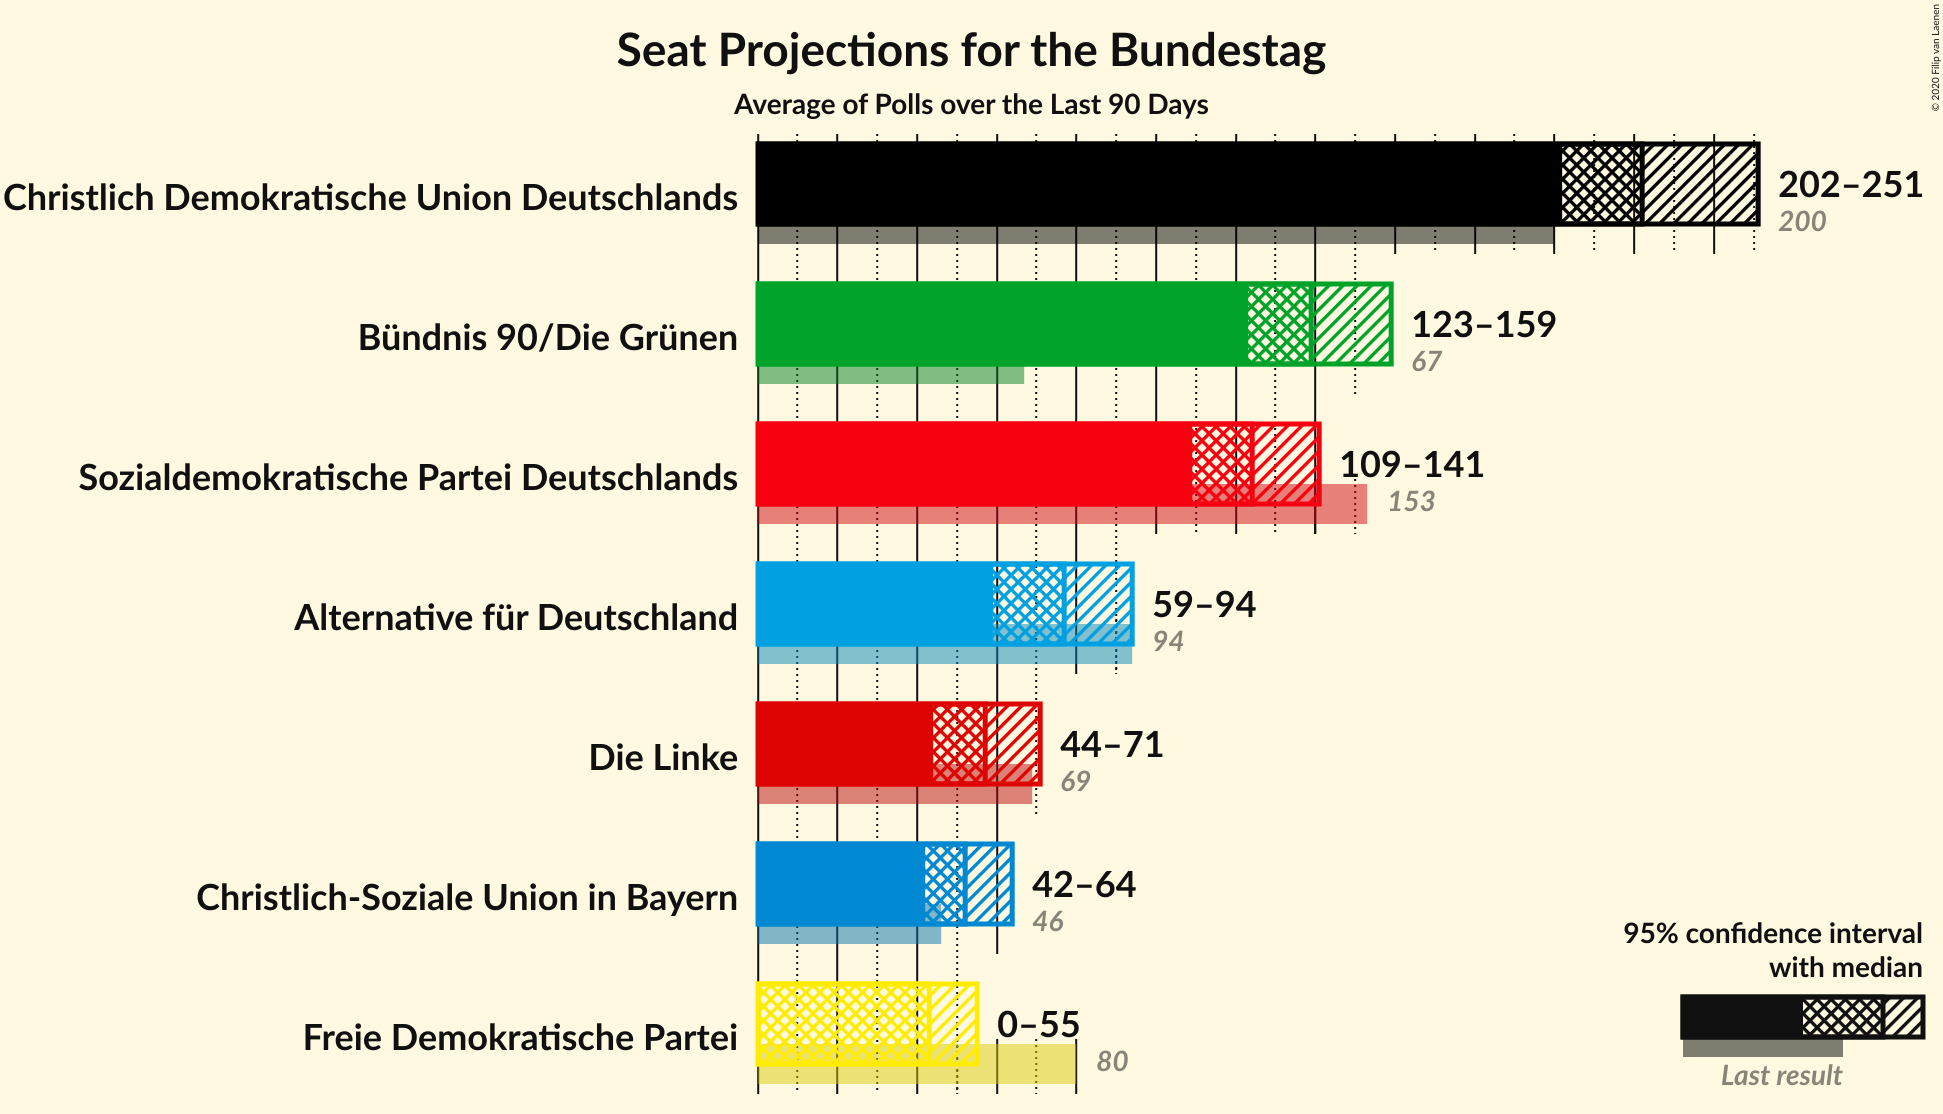 Seat Projections for the Bundestag
Average of Polls over the Last 90 Days
© 2020 Filip van Laenen
Christlich Demokratische Union Deutschlands
202–251
200
Bündnis 90/Die Grünen
123–159
67
Sozialdemokratische Partei Deutschlands
109–141
153
Alternative für Deutschland
59–94
94
Die Linke
44–71
69
Christlich-Soziale Union in Bayern
42–64
46
Freie Demokratische Partei
0–55
80
95% confidence interval
with median
Last result